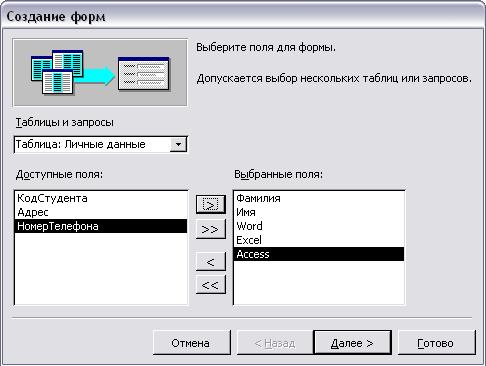 Создание форм
Выберите поля для формы.
Допускается выбор нескольких таблиц или запросов.
Таблицы и запросы
Таблица: Личные данные
Доступные поля:
КодСтудента
Адрес
НомерТелефона
>
>>
<
<<
Выбранные поля:
Фамилия
Имя
Word
Excel
Access
Отмена
< Назад
Далее >
Готово